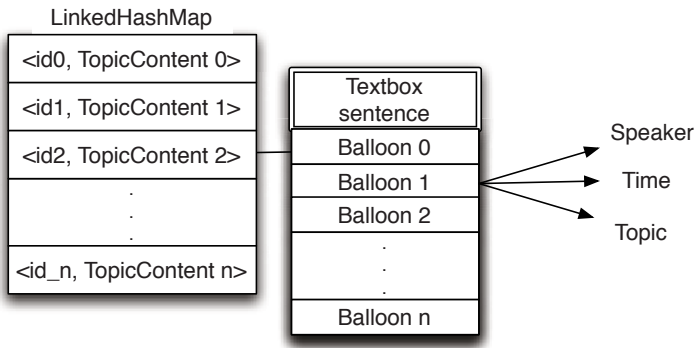 LinkedHashMap
<id0, TopicContent 0>
<id1, TopicContent 1>
<id2, TopicContent 2>
.
.
.
<id_n, TopicContent n>
Textbox
sentence
Balloon 0
Balloon 1
Balloon 2
.
.
.
Balloon n
Speaker
Time
Topic